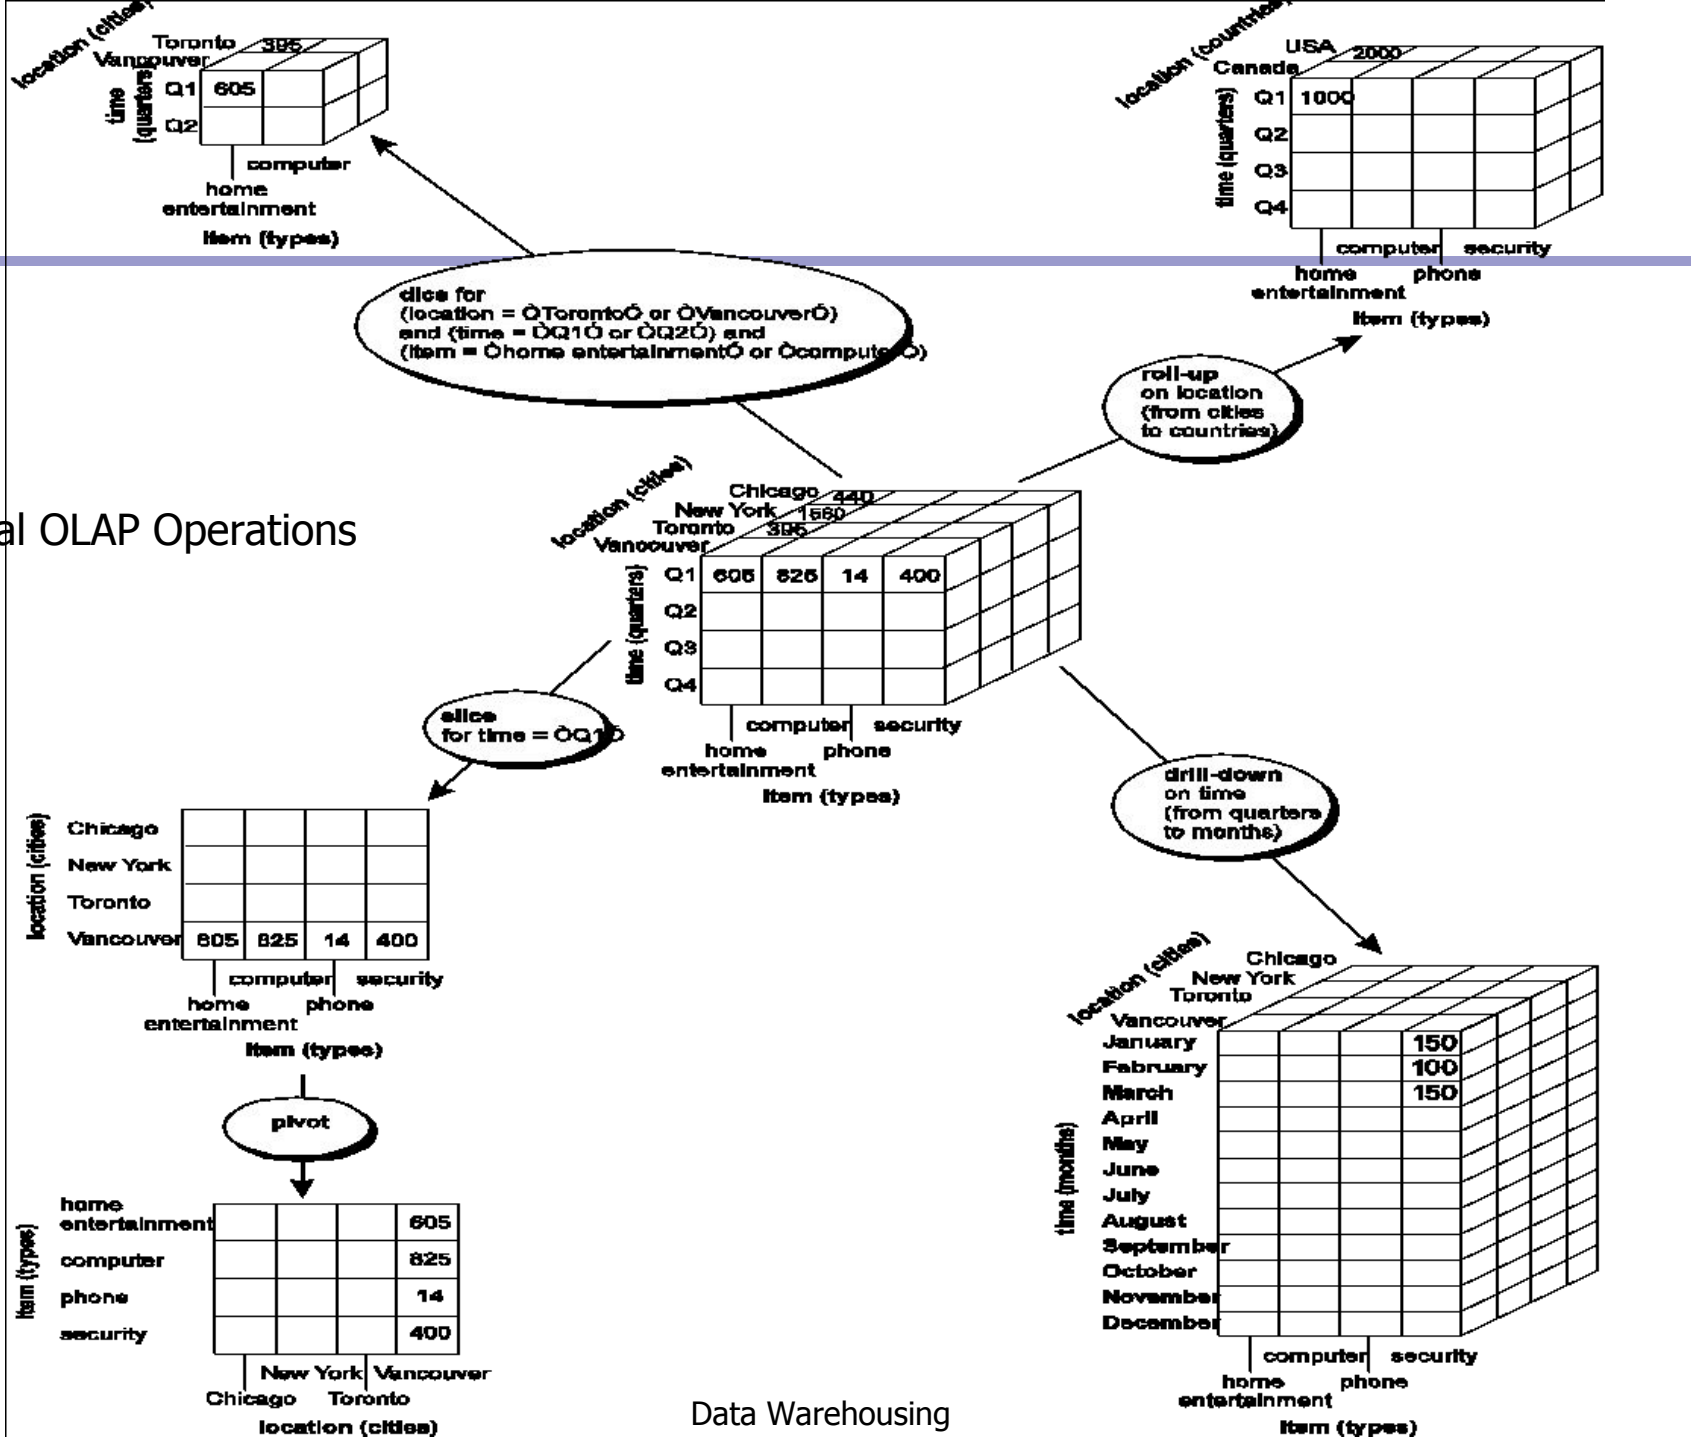 location (cities)
Toronto 395
Vancouver
time (quarters)
Q1 605
Q2
computer
home
entertainment
item (types)
location (countries)
USA 2000
Canada
time (quarters)
Q1 1000
Q2
Q3
Q4
computer security
home phone
entertainment
item (types)
dice for
(location = ÒTorontoÓ or ÒVancouverÓ)
and (time = ÒQ1Ó or ÒQ2Ó) and
(item = Òhome entertainmentÓ or ÒcomputerÓ)
roll-up
on location
(from cities
to countries)
al OLAP Operations
location (cities)
Chicago 440
New York 1560
Toronto 395
Vancouver
time (quarters)
Q1 605 825 14 400
Q2
Q3
Q4
computer security
home phone
entertainment
item (types)
slice
for time = ÒQ1Ó
drill-down
on time
(from quarters
to months)
location (cities)
Chicago
New York
Toronto
Vancouver 605 825 14 400
computer security
home phone
entertainment
item (types)
pivot
item (types)
home
entertainment 605
computer 825
phone 14
security 400
New York Vancouver
Chicago Toronto
location (cities)
location (cities)
Chicago
New York
Toronto
Vancouver
time (months)
January 150
February 100
March 150
April
May
June
July
August
September
October
November
December
computer security
home phone
entertainment
item (types)
Data Warehousing